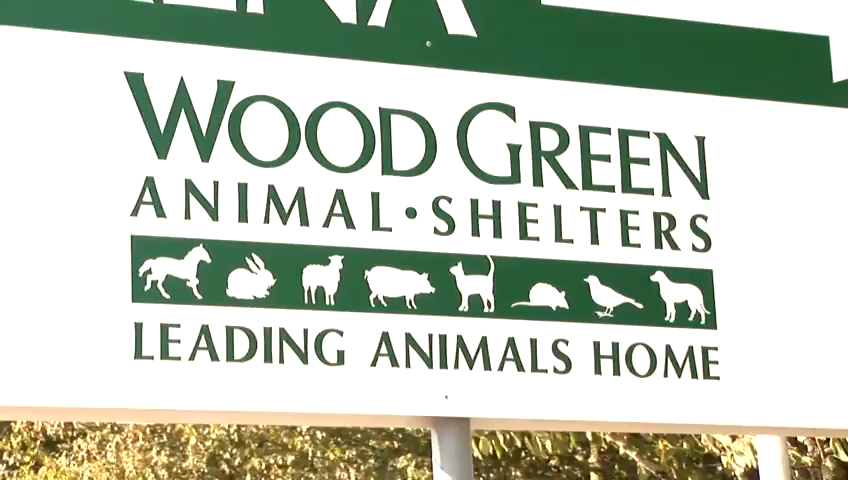 WOOD GREEN
ANIMAL • SHELTERS
LEADING ANIMALS HOME